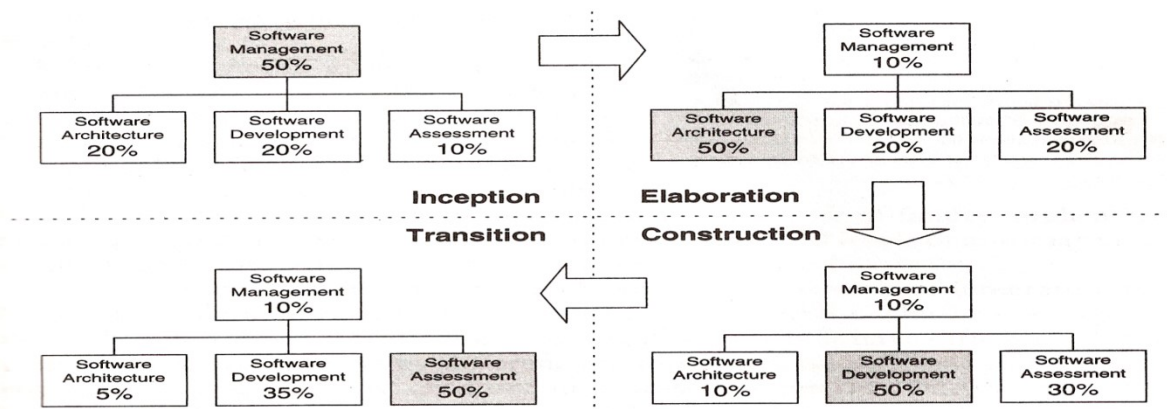 Software
Management
50%
Software
Architecture
20%
Software
Development
20%
Software
Assessment
10%
Inception
Software
Management
10%
Software
Architecture
50%
Software
Development
20%
Software
Assessment
20%
Elaboration
Transition
Software
Management
10%
Software
Architecture
5%
Software
Development
35%
Software
Assessment
50%
Construction
Software
Management
10%
Software
Architecture
10%
Software
Development
50%
Software
Assessment
30%